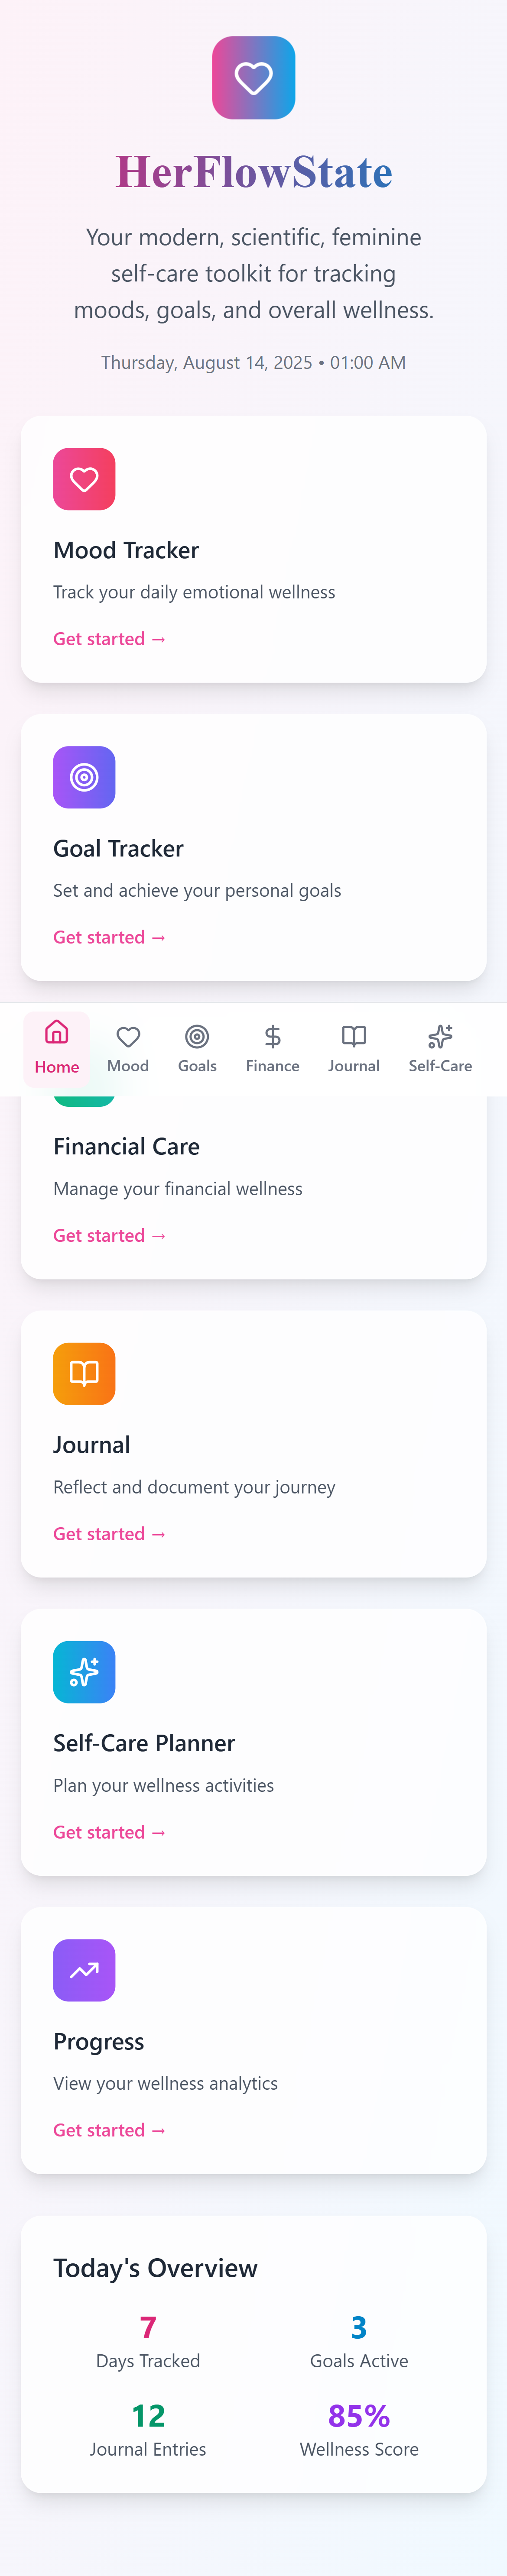 HerFlowState
Your modern, scientific, feminine
self-care toolkit for tracking
moods, goals, and overall wellness.
Thursday, August 14, 2025 • 01:00 AM
Mood Tracker
Track your daily emotional wellness
Get started →
Goal Tracker
Set and achieve your personal goals
Get started →
Home Mood Goals Finance Journal Self-Care
Financial Care
Manage your financial wellness
Get started →
Journal
Reflect and document your journey
Get started →
Self-Care Planner
Plan your wellness activities
Get started →
Progress
View your wellness analytics
Get started →
Today's Overview
7 3
Days Tracked Goals Active
12 85%
Journal Entries Wellness Score